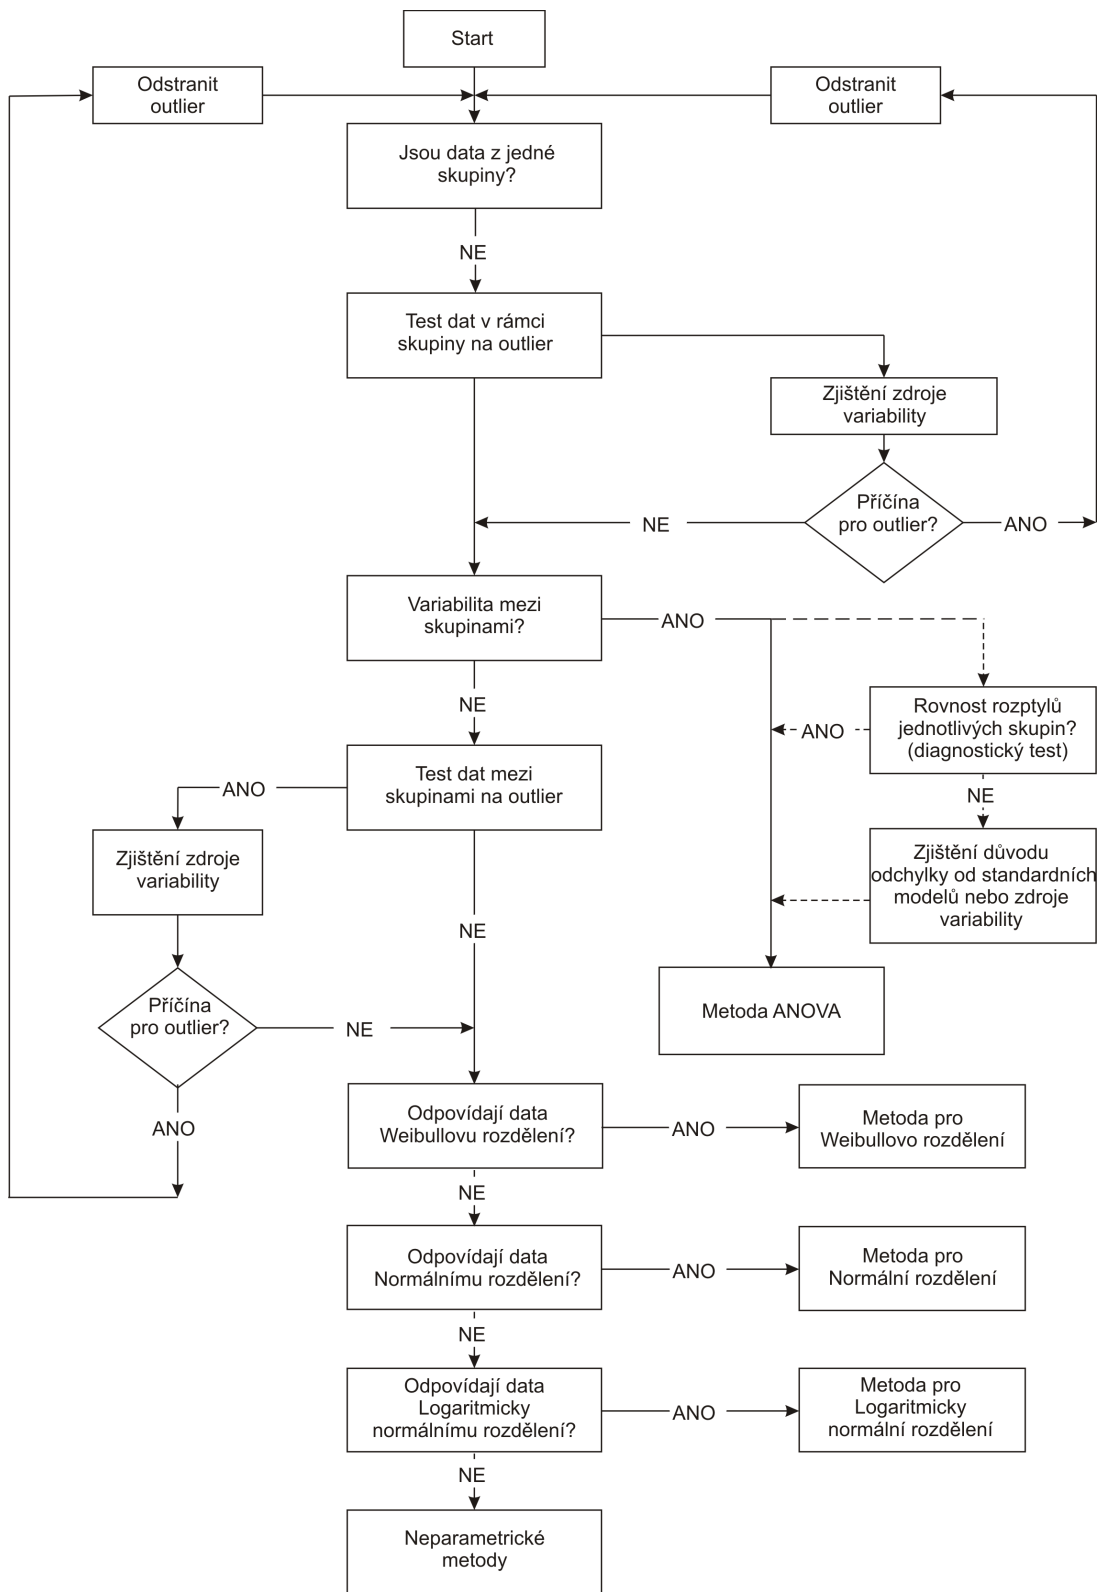 Start
Odstranit
outlier
Odstranit
outlier
Jsou data z jedné
skupiny?
NE
Test dat v rámci
skupiny na outlier
Zjištění zdroje
variability
Příčína
pro outlier?
NE
ANO
Variabilita mezi
skupinami?
ANO
NE
Rovnost rozptylů
jednotlivých skupin?
(diagnostický test)
ANO
NE
Test dat mezi
skupinami na outlier
ANO
Zjištění zdroje
variability
Zjištění důvodu
odchylky od standardních
modelů nebo zdroje
variability
NE
Příčína
pro outlier?
NE
Metoda ANOVA
ANO
Odpovídají data
Weibullovu rozdělení?
ANO
Metoda pro
Weibullovo rozdělení
NE
Odpovídají data
Normálnímu rozdělení?
ANO
Metoda pro
Normální rozdělení
NE
Odpovídají data
Logaritmicky
normálnímu rozdělení?
ANO
Metoda pro
Logaritmicky
normální rozdělení
NE
Neparametrické
metody